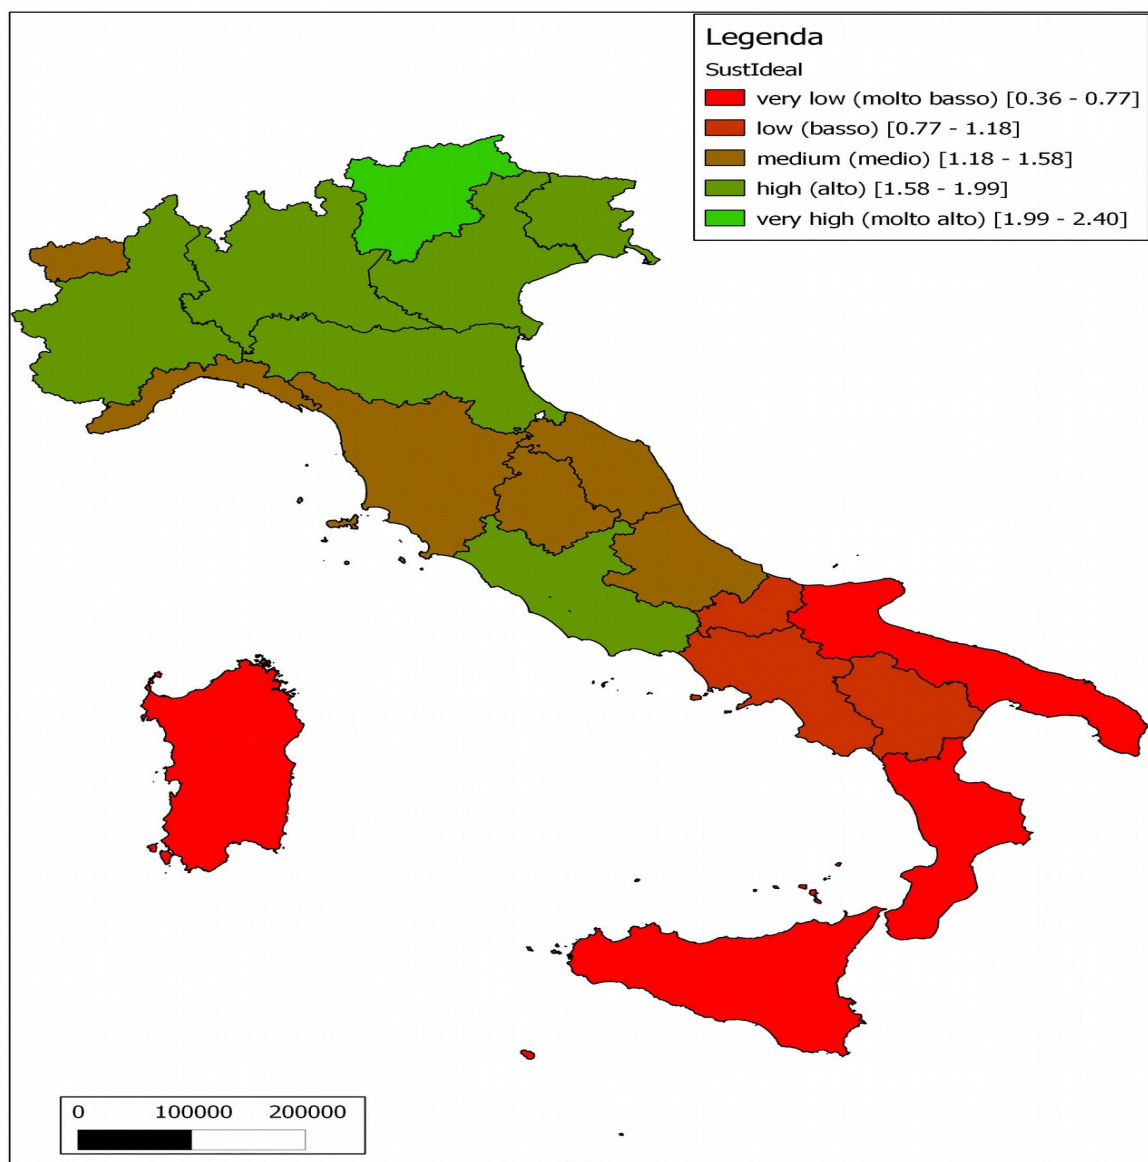 Legenda
SustIdeal
very low (molto basso) [0.36 - 0.77]
low (basso) [0.77 - 1.18]
medium (medio) [1.18 - 1.58]
high (alto) [1.58 - 1.99]
very high (molto alto) [1.99 - 2.40]
0 100000 200000